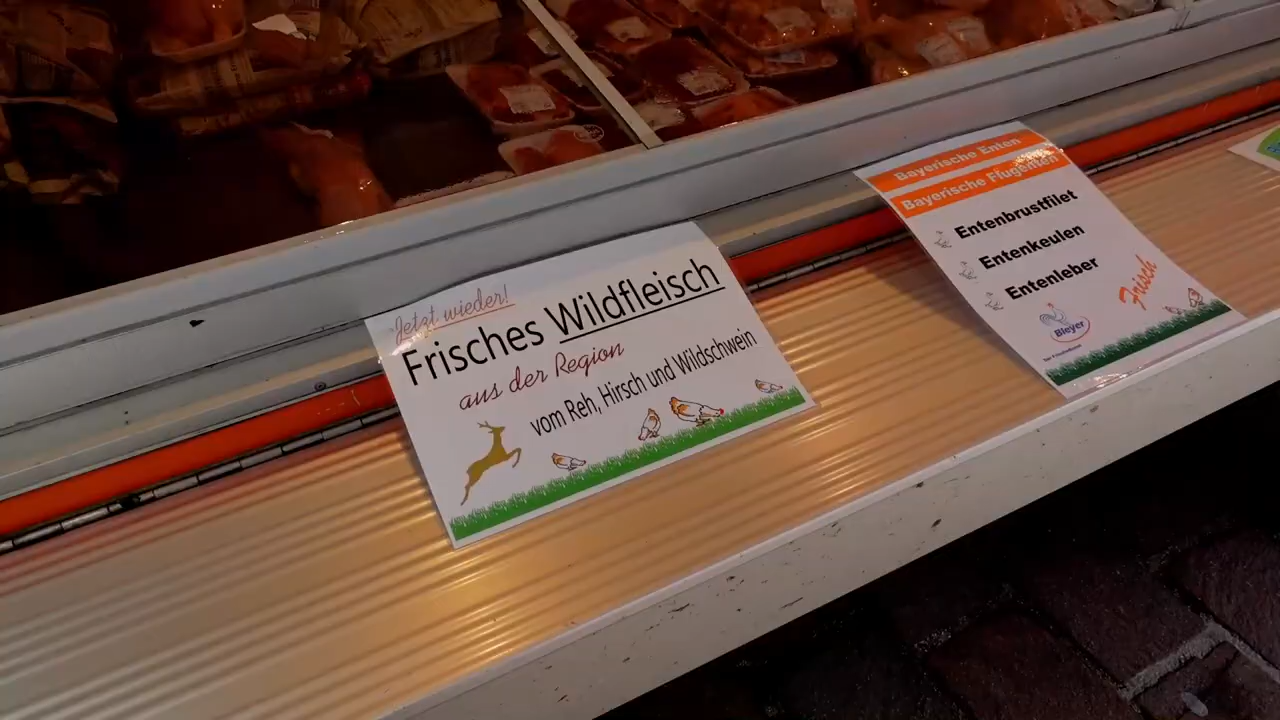 Jetzt wieder!
Frisches Wildfleisch
aus der Region
vom Reh, Hirsch und Wildschwein
Bayerische Enten
Bayerische Flugenten
Entenbrustfilet
Entenkeulen
Entenleber
Frisch
Bleyer